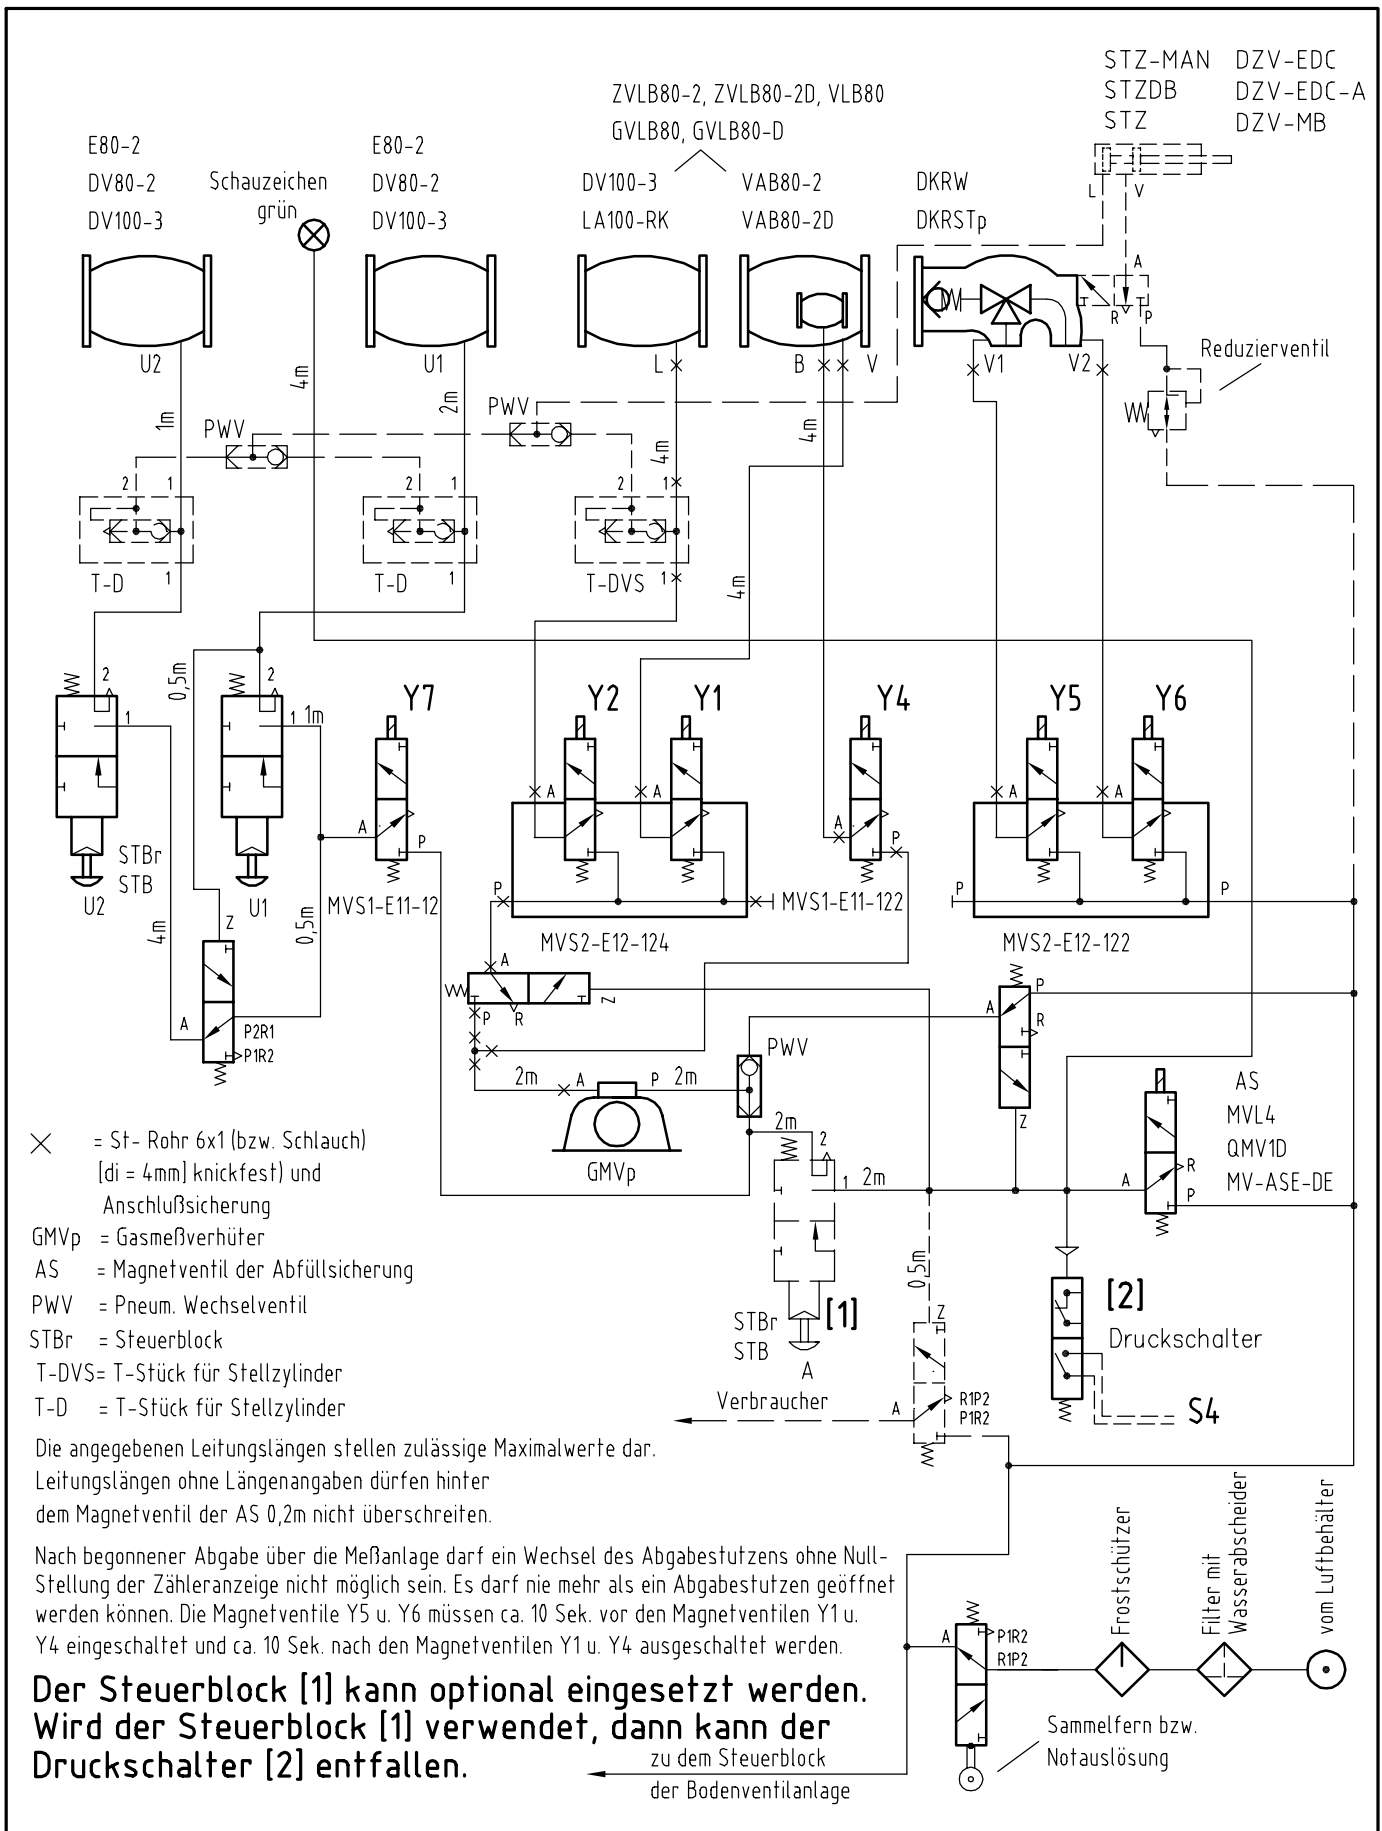 STZ-MAN DZV-EDC
STZDB DZV-EDC-A
STZ DZV-MB
ZVLB80-2, ZVLB80-2D, VLB80
GVLB80, GVLB80-D
E80-2
DV80-2
DV100-3
Schauzeichen
grün
E80-2
DV80-2
DV100-3
DV100-3
LA100-RK
VAB80-2
VAB80-2D
DKRW
DKRSTp
L V
A
R P
U2
U1
L
B V
V1 V2
Reduzierventil
1m
4m
2m
4m
4m
PWV
PWV
2 1
2 1
2 1
T-D 1
T-D 1
T-DVS 1
4m
0,5m
2
1
2
1 1m
Y7
Y2
Y1
Y4
Y5
Y6
A
A
A
A
A
A P
P
STBr
STB
U2
U1
MVS1-E11-12
P
MVS1-E11-122
P
P
4m
Z
0,5m
MVS2-E12-124
MVS2-E12-122
A
P R
Z
A
P
R
Z
A
P2R1
P1R2
PWV
2m A P 2m
GMVp
2m
2
1 2m
AS
MVL4
QMV1D
MV-ASE-DE
A
R
P
= St- Rohr 6x1 (bzw. Schlauch)
[di = 4mm] knickfest) und
Anschlußsicherung
GMVp = Gasmeßverhüter
AS = Magnetventil der Abfüllsicherung
PWV = Pneum. Wechselventil
STBr = Steuerblock
T-DVS= T-Stück für Stellzylinder
T-D = T-Stück für Stellzylinder
STBr
STB
[1]
A
0,5m
Z
A
R1P2
P1R2
Verbraucher
[2]
Druckschalter
S4
Die angegebenen Leitungslängen stellen zulässige Maximalwerte dar.
Leitungslängen ohne Längenangaben dürfen hinter
dem Magnetventil der AS 0,2m nicht überschreiten.
Nach begonnener Abgabe über die Meßanlage darf ein Wechsel des Abgabestutzens ohne Null-
Stellung der Zähleranzeige nicht möglich sein. Es darf nie mehr als ein Abgabestutzen geöffnet
werden können. Die Magnetventile Y5 u. Y6 müssen ca. 10 Sek. vor den Magnetventilen Y1 u.
Y4 eingeschaltet und ca. 10 Sek. nach den Magnetventilen Y1 u. Y4 ausgeschaltet werden.
Der Steuerblock [1] kann optional eingesetzt werden.
Wird der Steuerblock [1] verwendet, dann kann der
Druckschalter [2] entfallen.
zu dem Steuerblock
der Bodenventilanlage
A
P1R2
R1P2
Frostschützer
Filter mit
Wasserabscheider
vom Luftbehälter
Sammelfern bzw.
Notauslösung